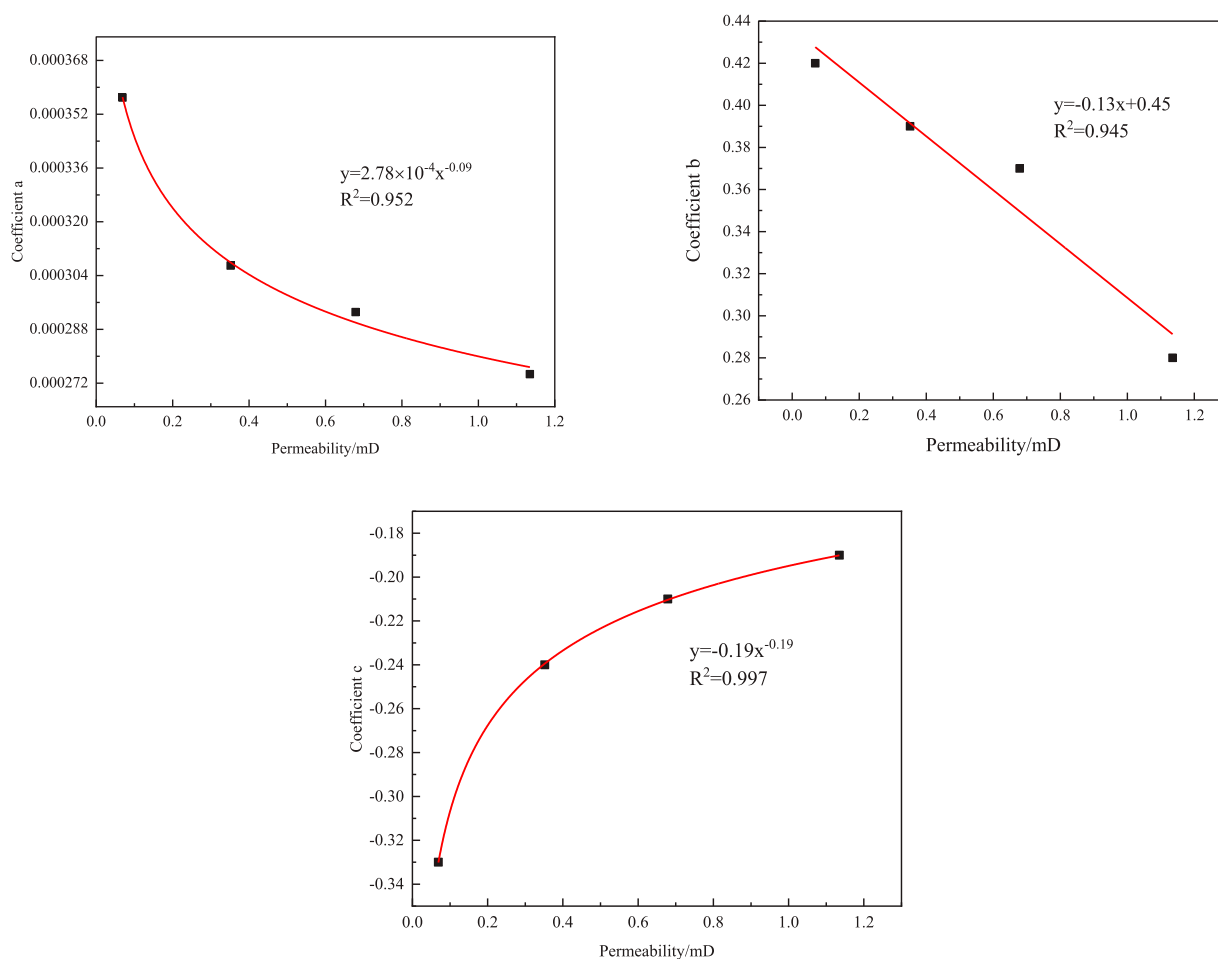 0.000368
0.000352
0.000336
0.000320
0.000304
0.000288
0.000272
Coefficient a
y=2.78×10⁻⁴x⁻⁰·⁰⁹
R²=0.952
0.0 0.2 0.4 0.6 0.8 1.0 1.2
Permeability/mD
0.44
0.42
0.40
0.38
0.36
0.34
0.32
0.30
0.28
0.26
Coefficient b
y=-0.13x+0.45
R²=0.945
0.0 0.2 0.4 0.6 0.8 1.0 1.2
Permeability/mD
-0.18
-0.20
-0.22
-0.24
-0.26
-0.28
-0.30
-0.32
-0.34
Coefficient c
y=-0.19x⁻⁰·¹⁹
R²=0.997
0.0 0.2 0.4 0.6 0.8 1.0 1.2
Permeability/mD